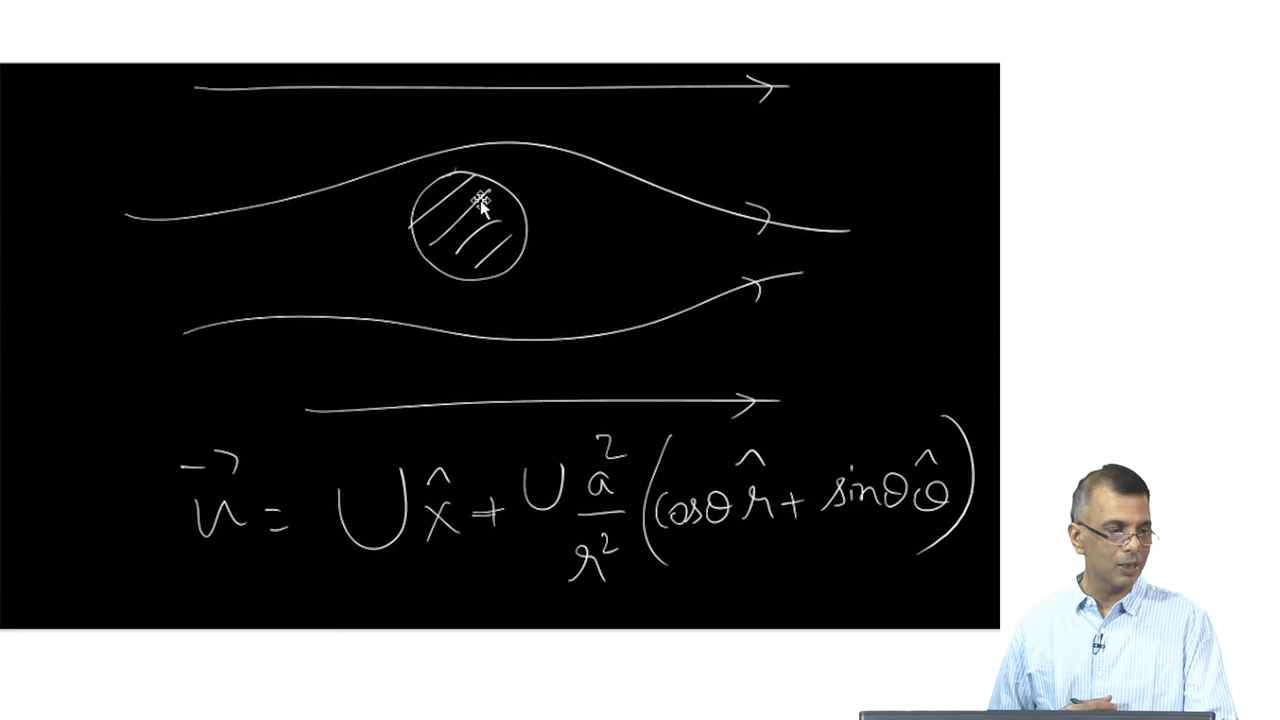 →u = U x̂ + U a²/r² (cosθ r̂ + sinθ θ̂)